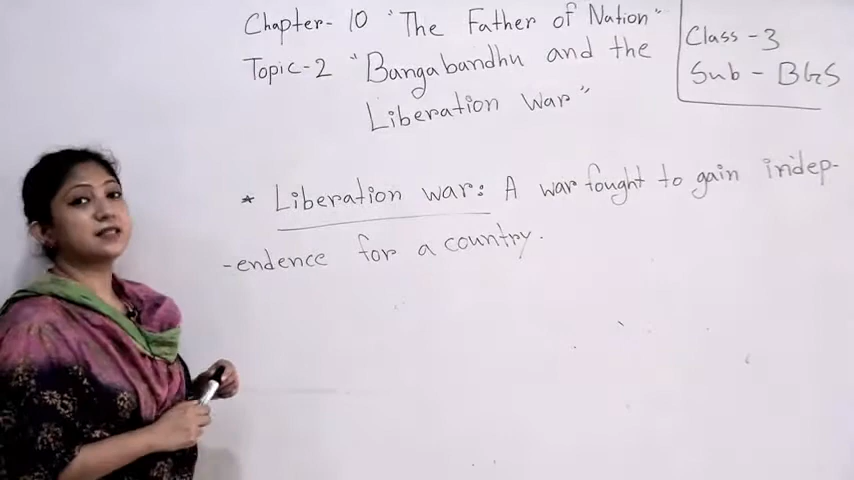 Chapter- 10 "The Father of Nation"
Topic-2 "Bangabandhu and the
Liberation War"
Class -3
Sub - BGS
* Liberation war: A war fought to gain indep-
-endence for a country.